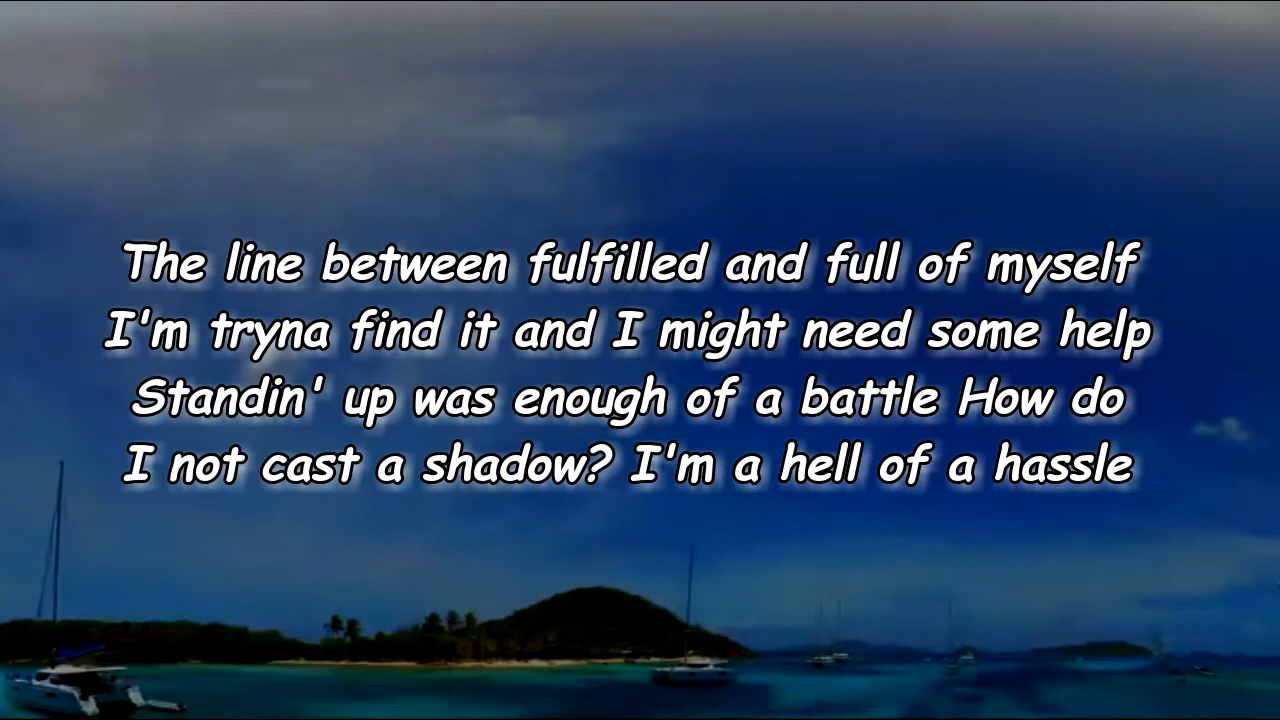 The line between fulfilled and full of myself
I'm tryna find it and I might need some help
Standin' up was enough of a battle How do
I not cast a shadow? I'm a hell of a hassle